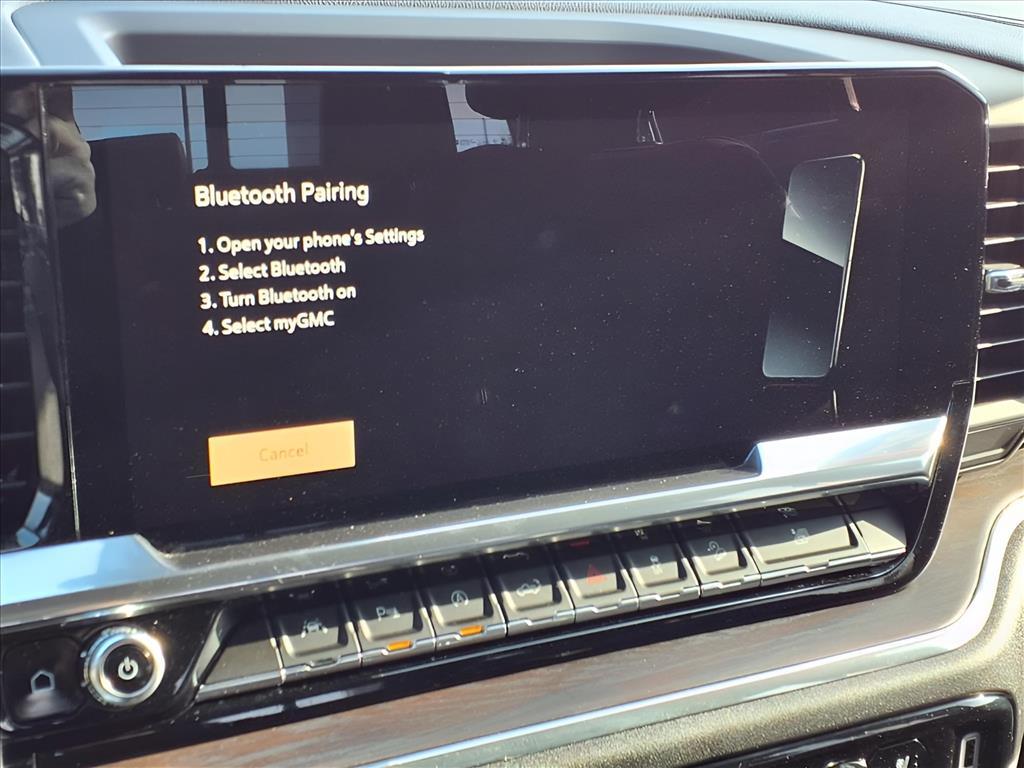 Bluetooth Pairing
1. Open your phone's Settings
2. Select Bluetooth
3. Turn Bluetooth on
4. Select myGMC
Cancel